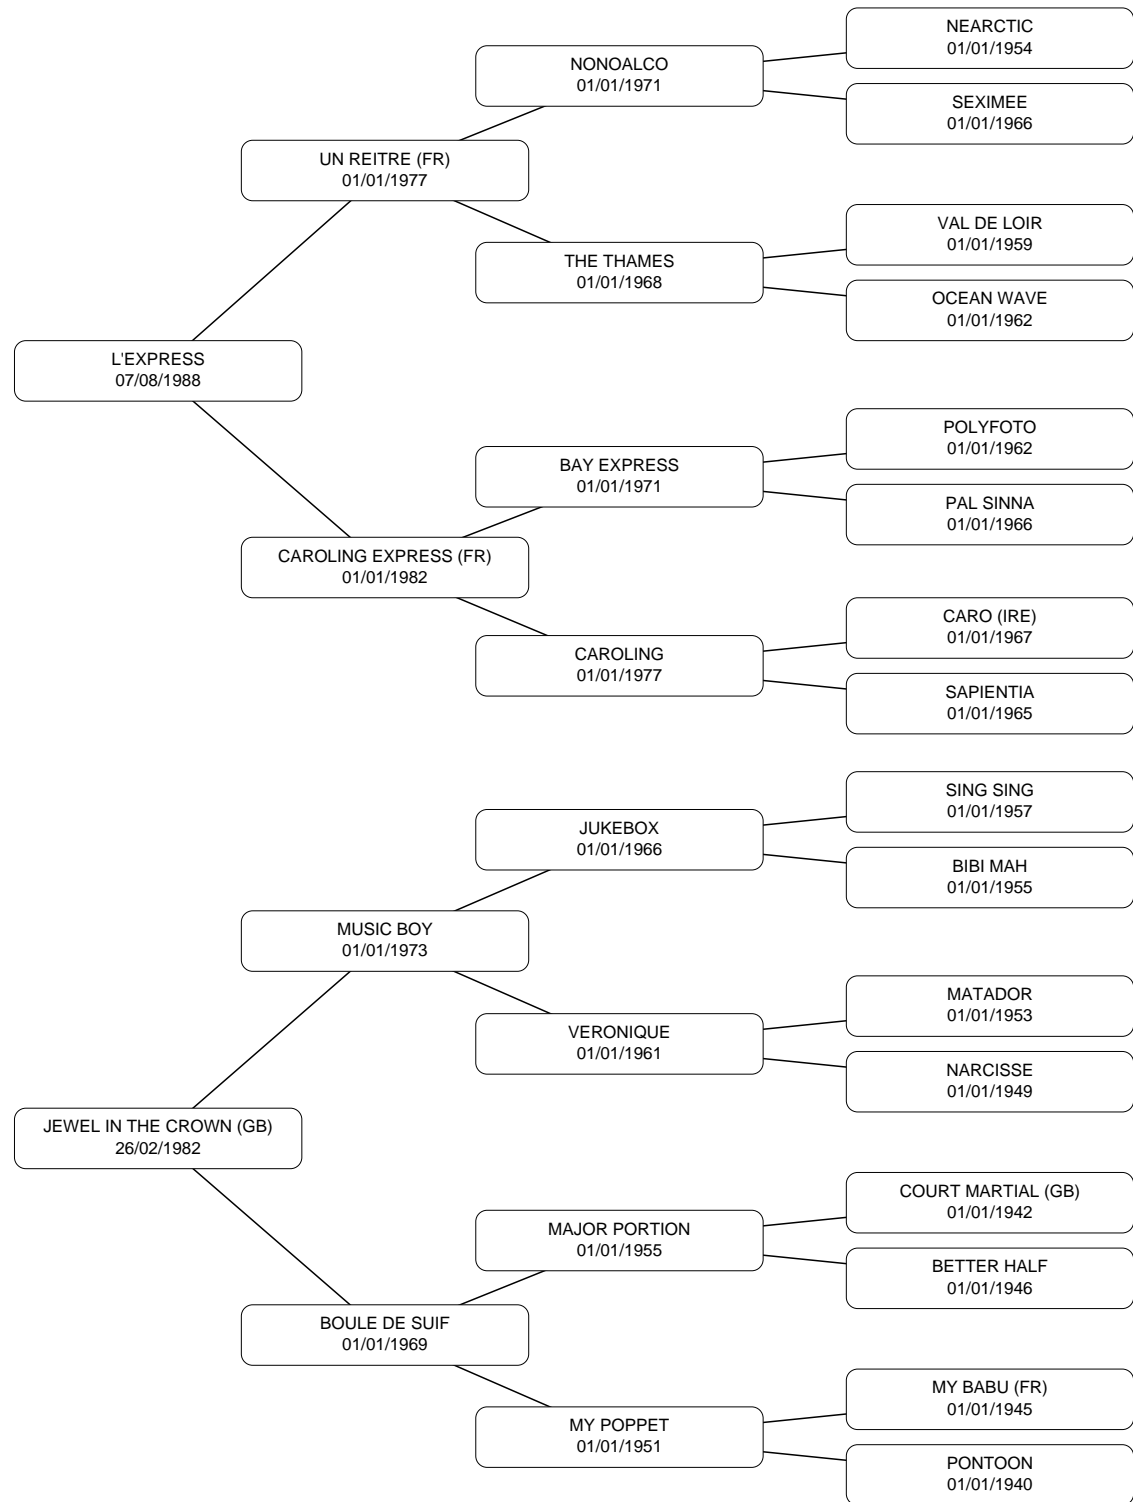 NEARCTIC
01/01/1954
NONOALCO
01/01/1971
SEXIMEE
01/01/1966
UN REITRE (FR)
01/01/1977
VAL DE LOIR
01/01/1959
THE THAMES
01/01/1968
OCEAN WAVE
01/01/1962
L'EXPRESS
07/08/1988
POLYFOTO
01/01/1962
BAY EXPRESS
01/01/1971
PAL SINNA
01/01/1966
CAROLING EXPRESS (FR)
01/01/1982
CARO (IRE)
01/01/1967
CAROLING
01/01/1977
SAPIENTIA
01/01/1965
SING SING
01/01/1957
JUKEBOX
01/01/1966
BIBI MAH
01/01/1955
MUSIC BOY
01/01/1973
MATADOR
01/01/1953
VERONIQUE
01/01/1961
NARCISSE
01/01/1949
JEWEL IN THE CROWN (GB)
26/02/1982
COURT MARTIAL (GB)
01/01/1942
MAJOR PORTION
01/01/1955
BETTER HALF
01/01/1946
BOULE DE SUIF
01/01/1969
MY BABU (FR)
01/01/1945
MY POPPET
01/01/1951
PONTOON
01/01/1940